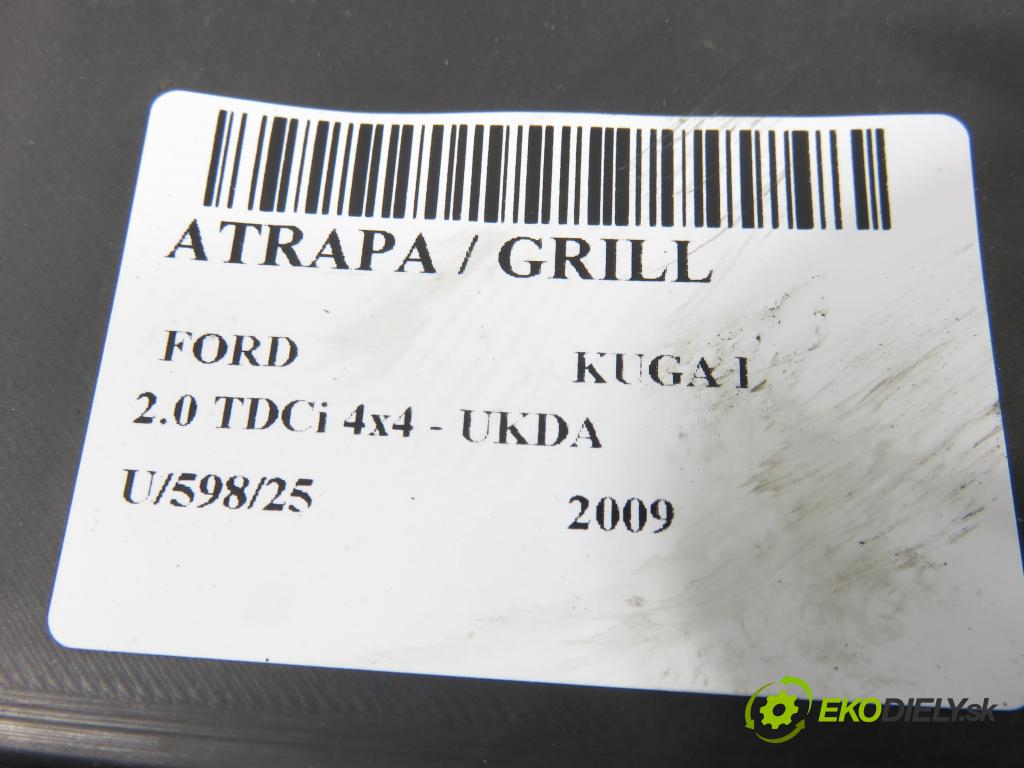 ATRAPA / GRILL
FORD KUGA I
2.0 TDCi 4x4 - UKDA
U/598/25 2009
EKODIELY.sk